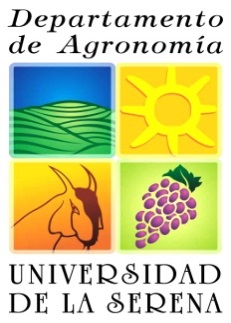 Departamento
de Agronomía
UNIVERSIDAD
DE LA SERENA